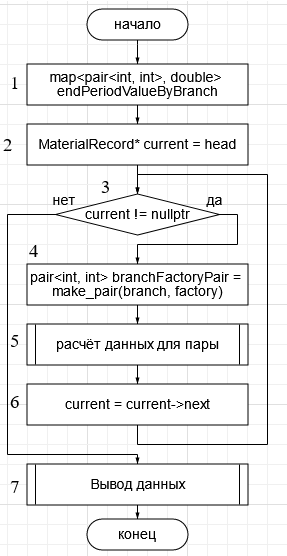 начало
1
map<pair<int, int>, double>
endPeriodValueByBranch
2
MaterialRecord* current = head
3
нет
да
current != nullptr
4
pair<int, int> branchFactoryPair =
make_pair(branch, factory)
5
расчёт данных для пары
6
current = current->next
7
Вывод данных
конец